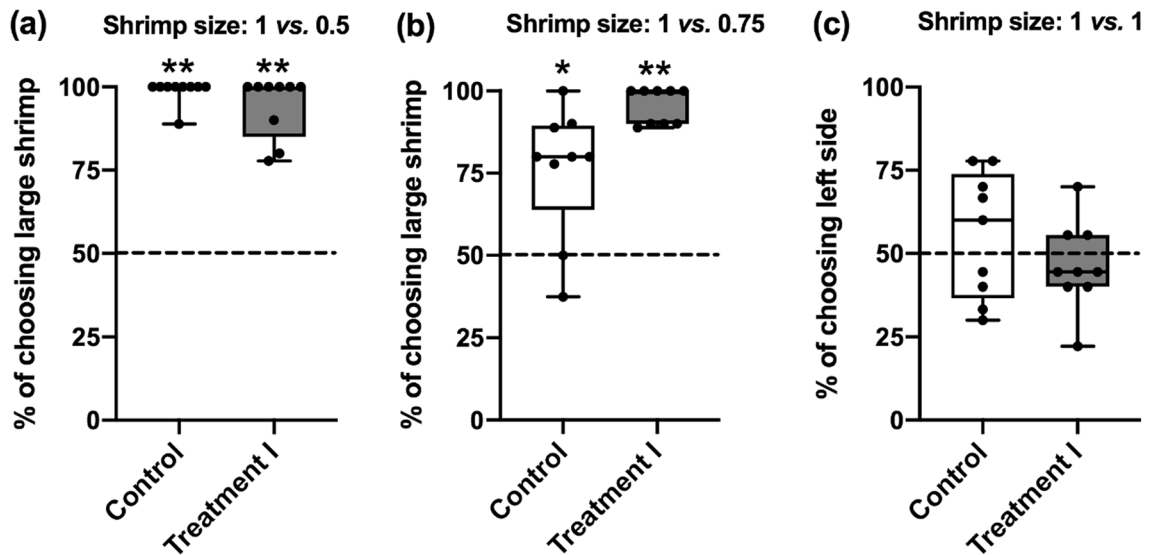 (a) Shrimp size: 1 vs. 0.5
% of choosing large shrimp
100
75
50
25
0
** **
Control
Treatment I
(b) Shrimp size: 1 vs. 0.75
% of choosing large shrimp
100
75
50
25
0
* **
Control
Treatment I
(c) Shrimp size: 1 vs. 1
% of choosing left side
100
75
50
25
0
Control
Treatment I